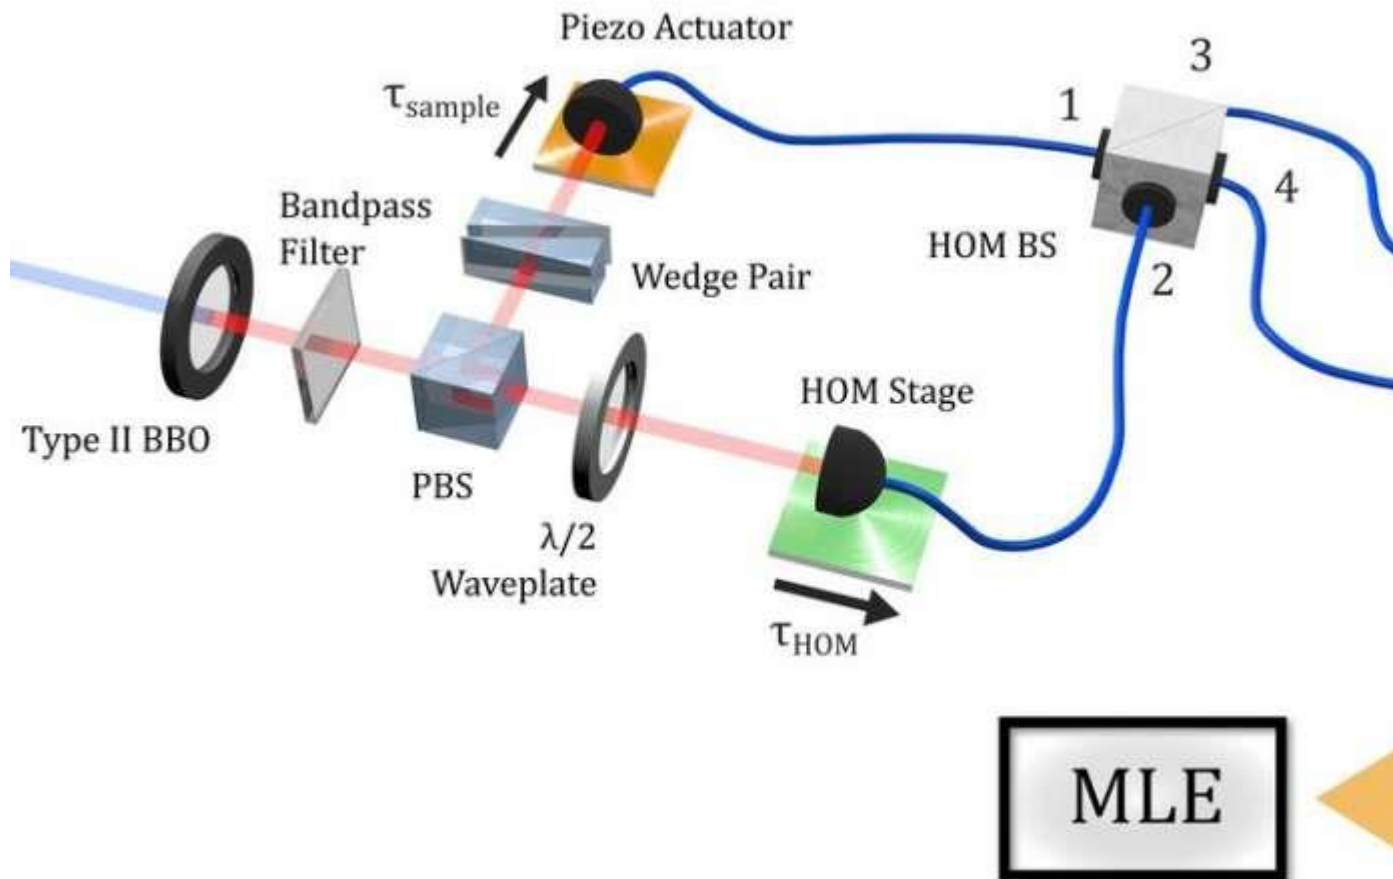 Piezo Actuator
τsample
3
1
Bandpass
Filter
4
HOM BS
Wedge Pair
2
HOM Stage
Type II BBO
PBS
λ/2
Waveplate
τHOM
MLE